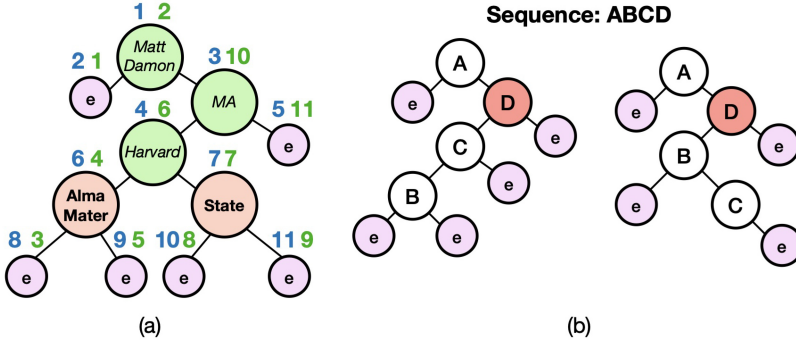 1 2
Matt
Damon
2 1
e
3 10
MA
4 6
Harvard
5 11
e
6 4
Alma
Mater
7 7
State
8 3
e
9 5
e
10 8
e
11 9
e
(a)
Sequence: ABCD
A
e
D
C
e
B
e
e
e
A
e
D
B
e
e
C
e
(b)